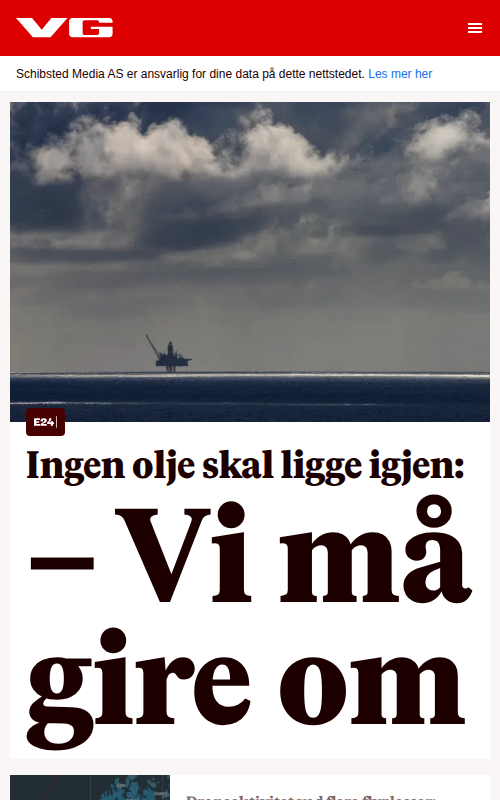 VG
Schibsted Media AS er ansvarlig for dine data på dette nettstedet. Les mer her
E24
Ingen olje skal ligge igjen:
– Vi må
gire om